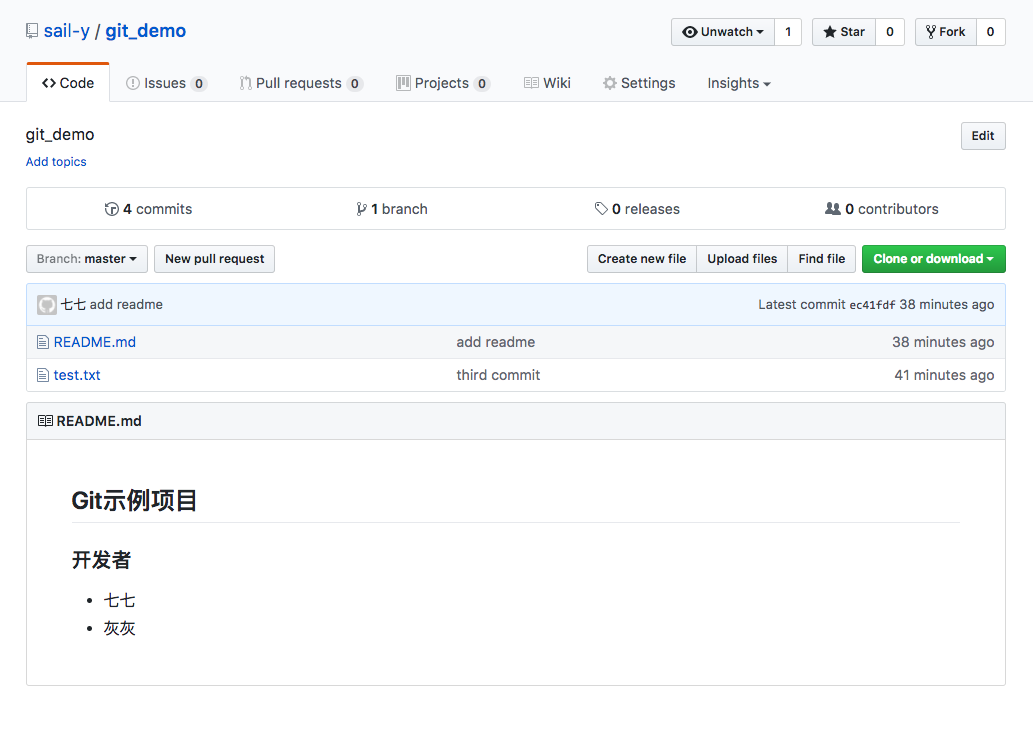 sail-y / git_demo
Unwatch 1 Star 0 Fork 0
Code Issues 0 Pull requests 0 Projects 0 Wiki Settings Insights
git_demo Edit
Add topics
4 commits 1 branch 0 releases 0 contributors
Branch: master New pull request Create new file Upload files Find file Clone or download
七七 add readme Latest commit ec41fdf 38 minutes ago
README.md add readme 38 minutes ago
test.txt third commit 41 minutes ago
README.md
Git示例项目
开发者
七七
灰灰